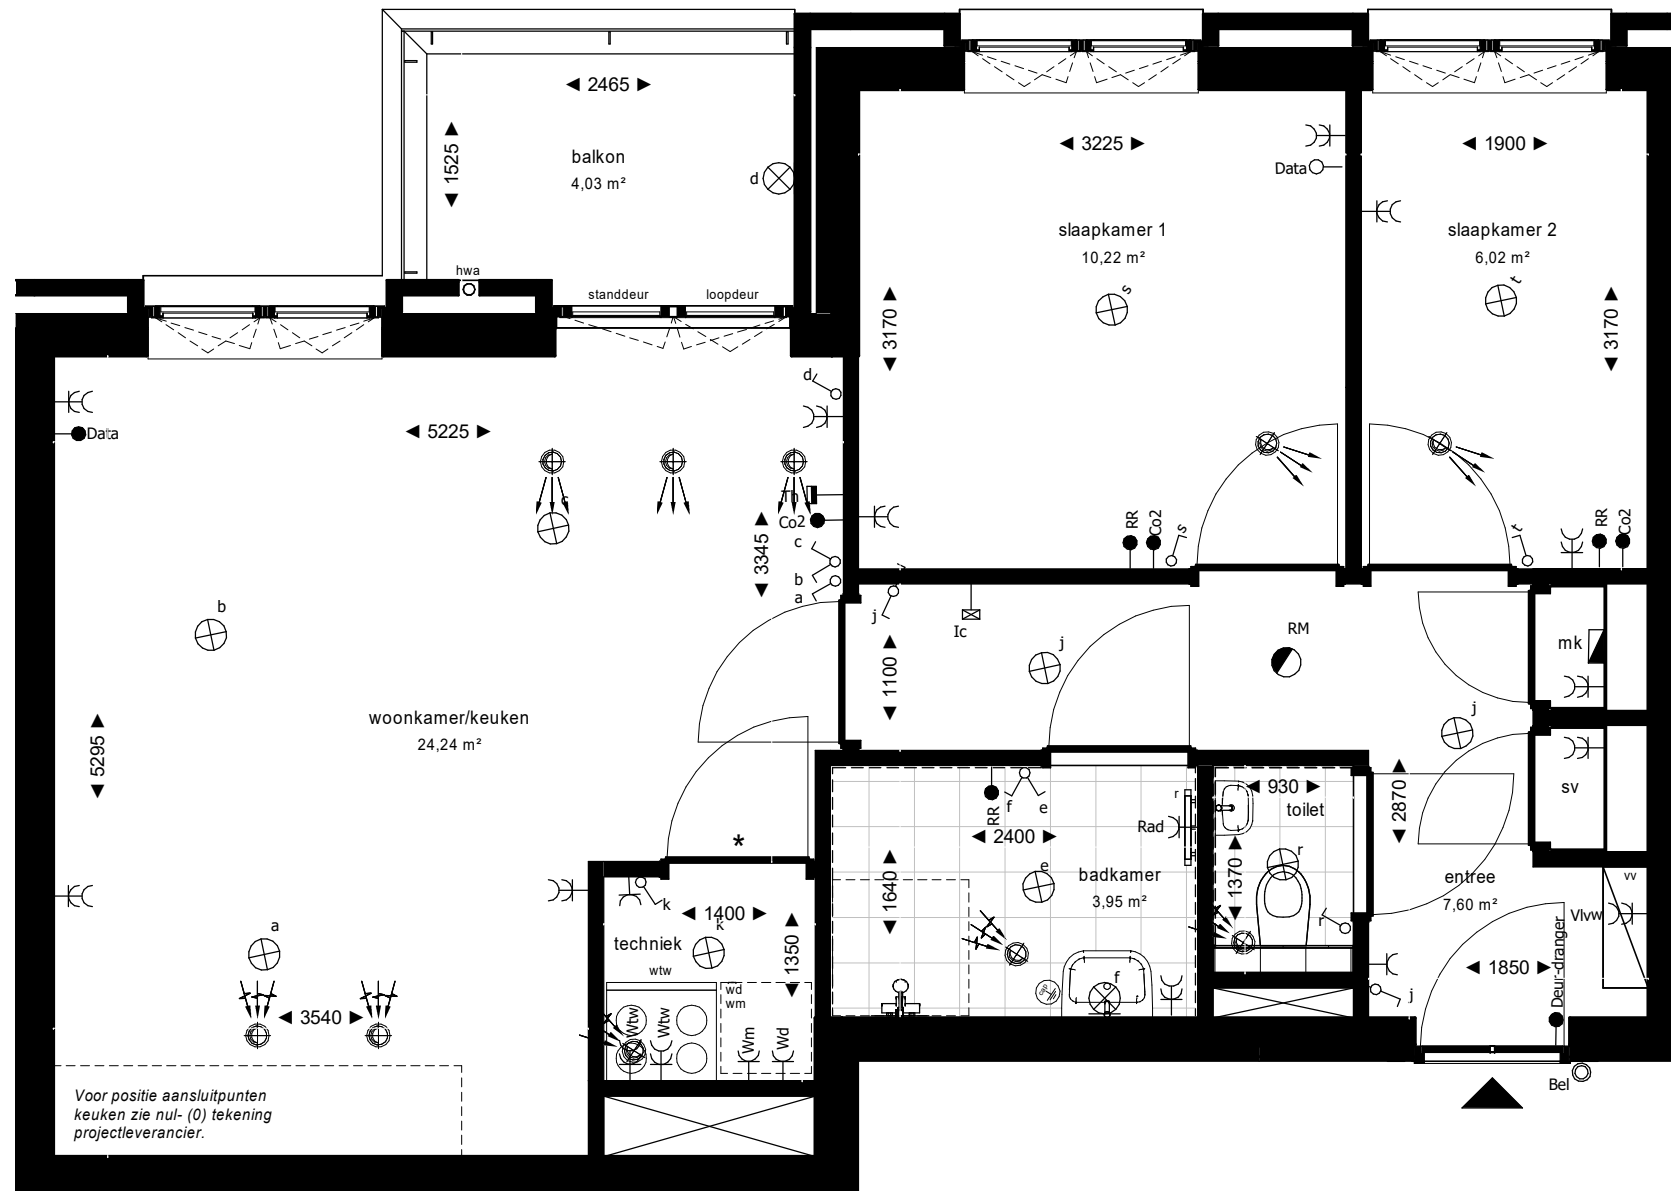 ◄ 2465 ►
◄ 1525 ►
balkon
4,03 m²
d
hwa
standdeur
loopdeur
◄ 3225 ►
Data
slaapkamer 1
10,22 m²
s
◄ 3170 ►
RR
Co2
s
◄ 1900 ►
slaapkamer 2
6,02 m²
t
◄ 3170 ►
t
RR
Co2
Data
◄ 5225 ►
d
c
Th
Co2
c
b
a
◄ 3345 ►
b
woonkamer/keuken
24,24 m²
◄ 5295 ►
a
◄ 3540 ►
Voor positie aansluitpunten
keuken zie nul- (0) tekening
projectleverancier.
j
Ic
◄ 1100 ►
j
RM
mk
j
sv
◄ 2870 ►
*
k
◄ 1400 ►
k
techniek
wtw
◄ 1350 ►
wd
wm
Wtw
Wtw
Wm
Wd
RR
f
e
◄ 2400 ►
r
Rad
◄ 1640 ►
e
badkamer
3,95 m²
f
◄ 930 ►
toilet
◄ 1370 ►
r
r
entree
7,60 m²
vv
Vlvw
◄ 1850 ►
Deur-dranger
j
Bel